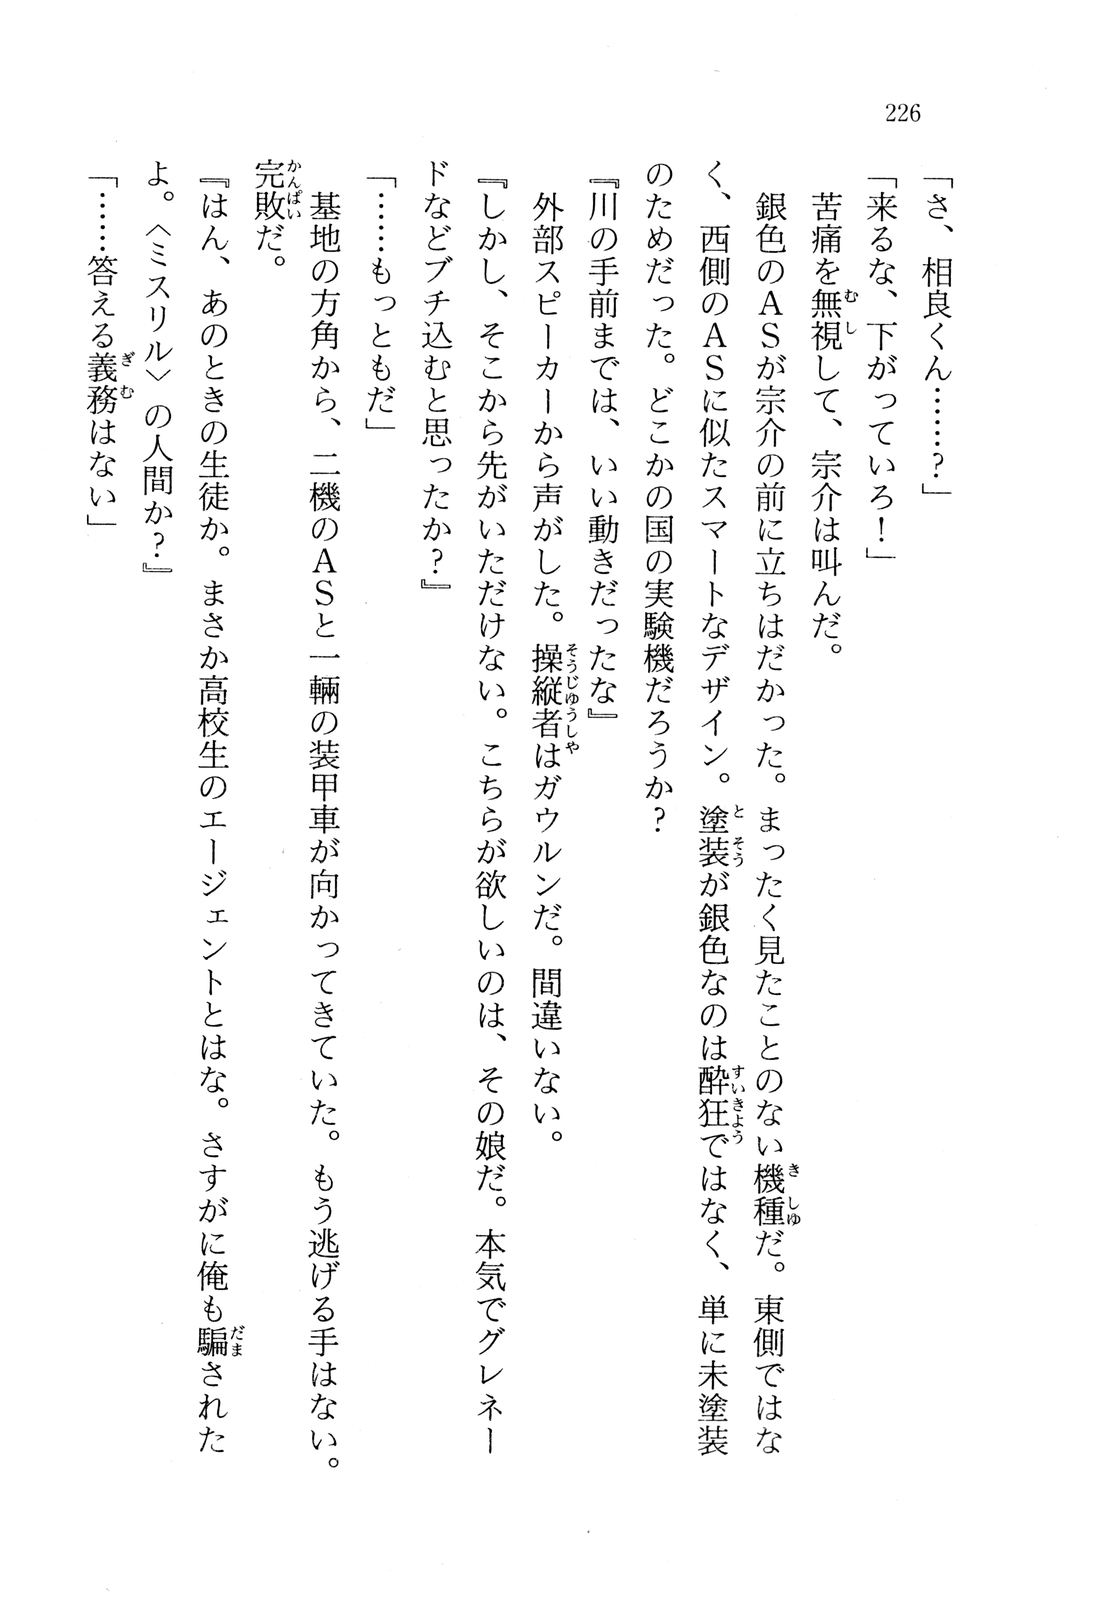 226
「さ、相良くん………?」
「来るな、下がっていろ!」
　苦痛を無視して、宗介は叫んだ。
　銀色のASが宗介の前に立ちはだかった。まったく見たことのない機種だ。東側ではな
く、西側のASに似たスマートなデザイン。塗装が銀色なのは酔狂ではなく、単に未塗装
のためだった。どこかの国の実験機だろうか?
『川の手前までは、いい動きだったな』
　外部スピーカーから声がした。操縦者はガウルンだ。間違いない。
『しかし、そこから先がいただけない。こちらが欲しいのは、その娘だ。本気でグレネー
ドなどブチ込むと思ったか?』
「……もっともだ」
　基地の方角から、二機のASと一輛の装甲車が向かってきていた。もう逃げる手はない。
完敗だ。
『はん、あのときの生徒か。まさか高校生のエージェントとはな。さすがに俺も騙された
よ。〈ミスリル〉の人間か?』
「……答える義務はない」